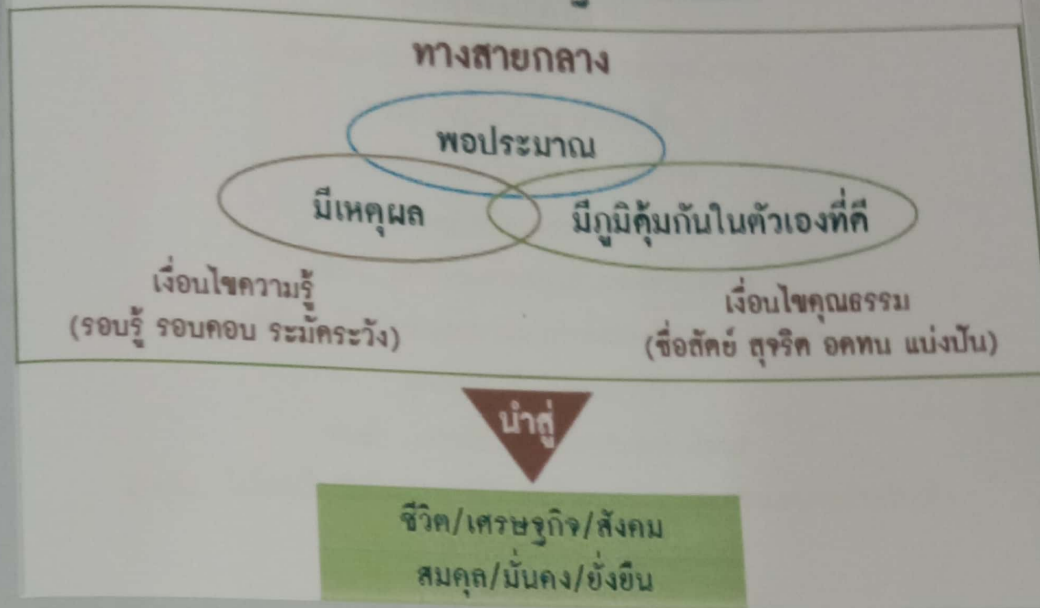 ทางสายกลาง
พอประมาณ
มีเหตุผล
มีภูมิคุ้มกันในตัวเองที่ดี
เงื่อนไขความรู้
(รอบรู้ รอบคอบ ระมัดระวัง)
เงื่อนไขคุณธรรม
(ซื่อสัตย์ สุจริต อดทน แบ่งปัน)
นำสู่
ชีวิต/เศรษฐกิจ/สังคม
สมดุล/มั่นคง/ยั่งยืน